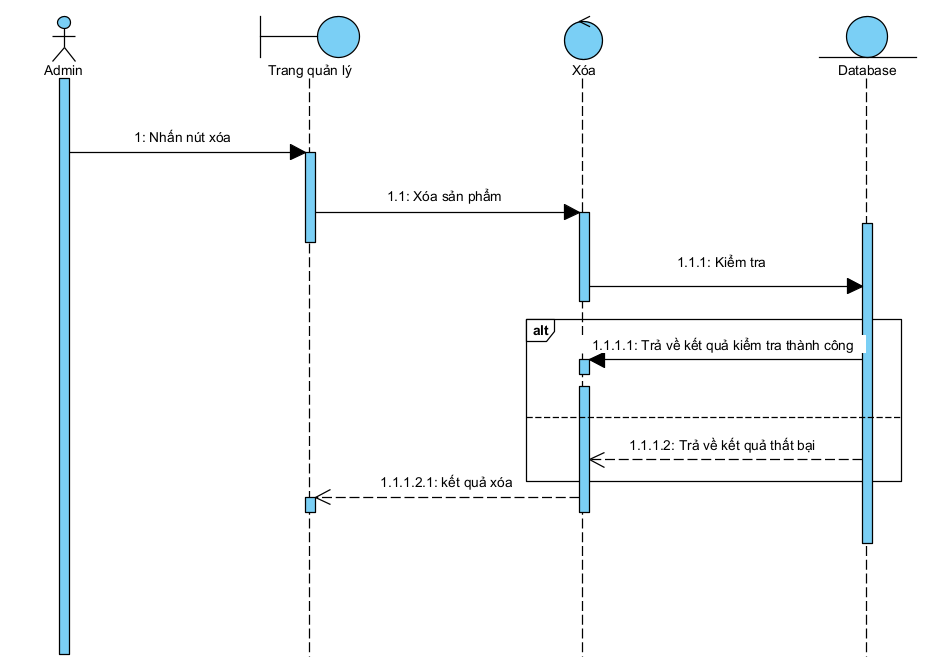 Admin
Trang quản lý
Xóa
Database
1: Nhấn nút xóa
1.1: Xóa sản phẩm
1.1.1: Kiểm tra
alt
1.1.1.1: Trả về kết quả kiểm tra thành công
1.1.1.2: Trả về kết quả thất bại
1.1.1.2.1: kết quả xóa